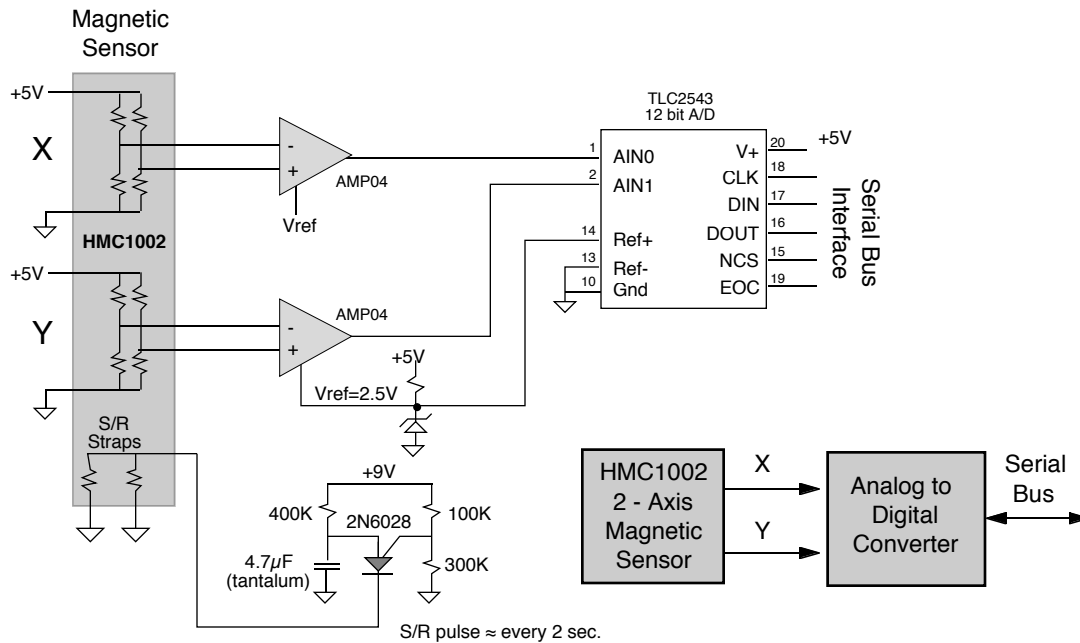 Magnetic
Sensor
+5V
X
HMC1002
+5V
Y
S/R
Straps
-
+
AMP04
Vref
AMP04
-
+
+5V
Vref=2.5V
TLC2543
12 bit A/D
1 AIN0
2 AIN1
14 Ref+
13 Ref-
10 Gnd
V+ 20 +5V
CLK 18
DIN 17
DOUT 16
NCS 15
EOC 19
Serial Bus
Interface
+9V
400K
2N6028
100K
4.7µF
(tantalum)
300K
S/R pulse ≈ every 2 sec.
HMC1002
2 - Axis
Magnetic
Sensor
X
Y
Analog to
Digital
Converter
Serial
Bus